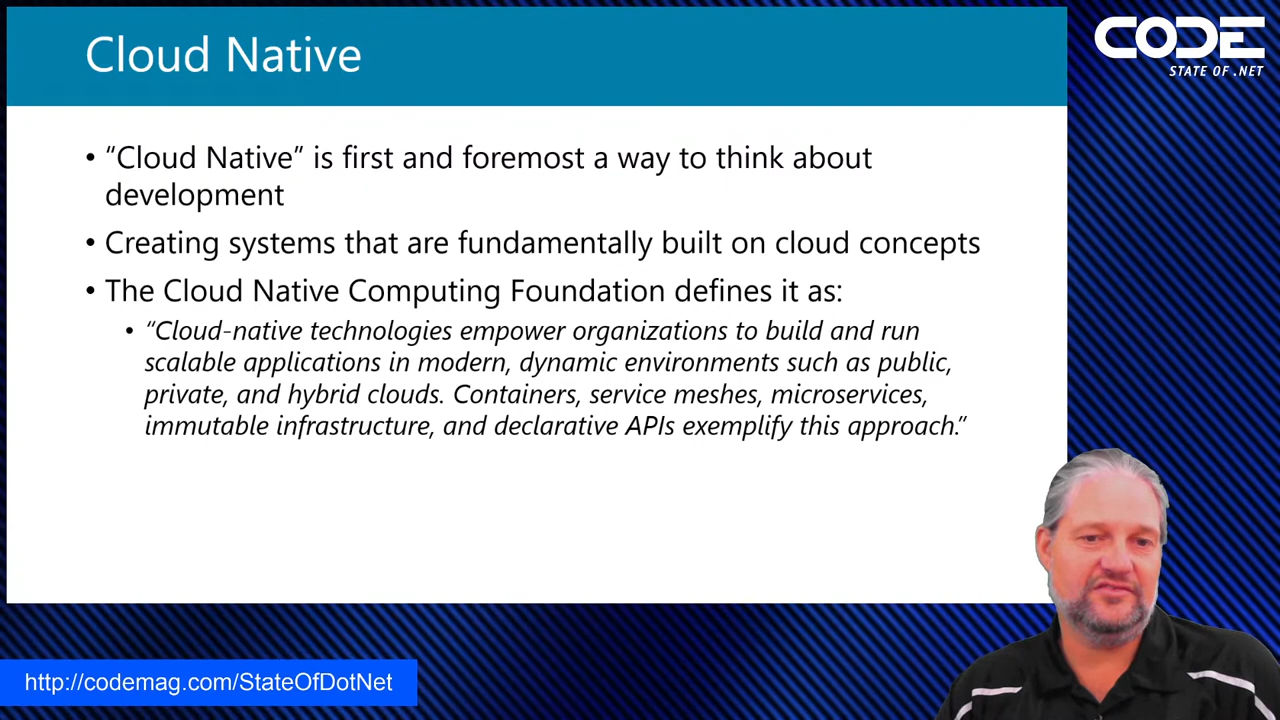 Cloud Native
CODE
STATE OF .NET
• “Cloud Native” is first and foremost a way to think about
development
• Creating systems that are fundamentally built on cloud concepts
• The Cloud Native Computing Foundation defines it as:
• “Cloud-native technologies empower organizations to build and run
scalable applications in modern, dynamic environments such as public,
private, and hybrid clouds. Containers, service meshes, microservices,
immutable infrastructure, and declarative APIs exemplify this approach.”
http://codemag.com/StateOfDotNet